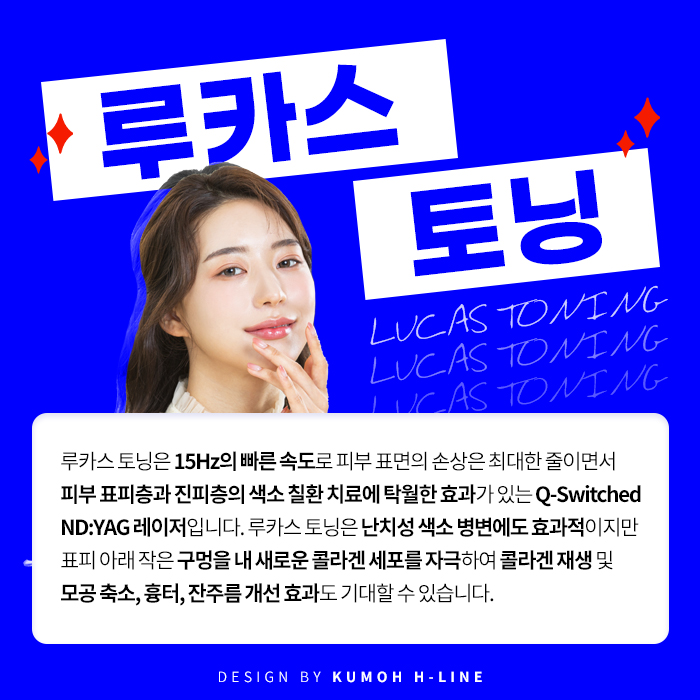 루카스
토닝
LUCAS TONING
LUCAS TONING
LUCAS TONING
루카스 토닝은 15Hz의 빠른 속도로 피부 표면의 손상은 최대한 줄이면서
피부 표피층과 진피층의 색소 질환 치료에 탁월한 효과가 있는 Q-Switched
ND:YAG 레이저입니다. 루카스 토닝은 난치성 색소 병변에도 효과적이지만
표피 아래 작은 구멍을 내 새로운 콜라겐 세포를 자극하여 콜라겐 재생 및
모공 축소, 흉터, 잔주름 개선 효과도 기대할 수 있습니다.
DESIGN BY KUMOH H-LINE